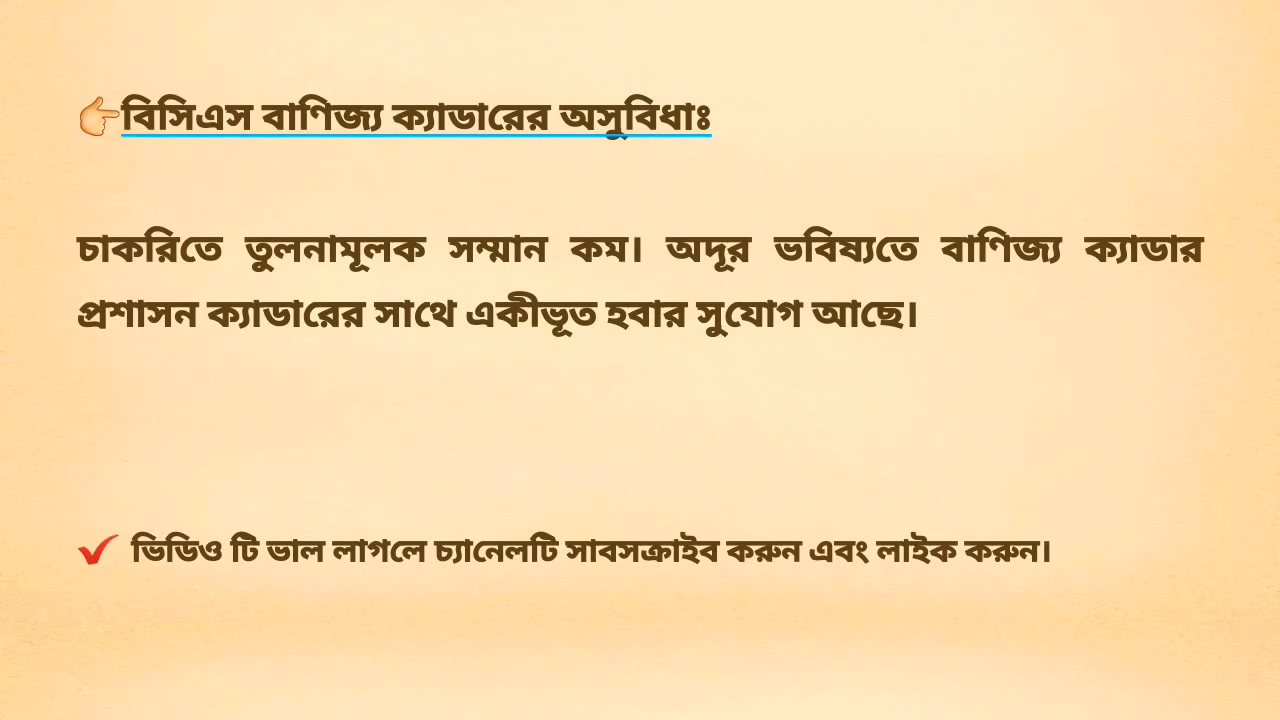 👉বিসিএস বাণিজ্য ক্যাডারের অসুবিধাঃ
চাকরিতে তুলনামূলক সম্মান কম। অদূর ভবিষ্যতে বাণিজ্য ক্যাডার
প্রশাসন ক্যাডারের সাথে একীভূত হবার সুযোগ আছে।
✓ ভিডিও টি ভাল লাগলে চ্যানেলটি সাবসক্রাইব করুন এবং লাইক করুন।